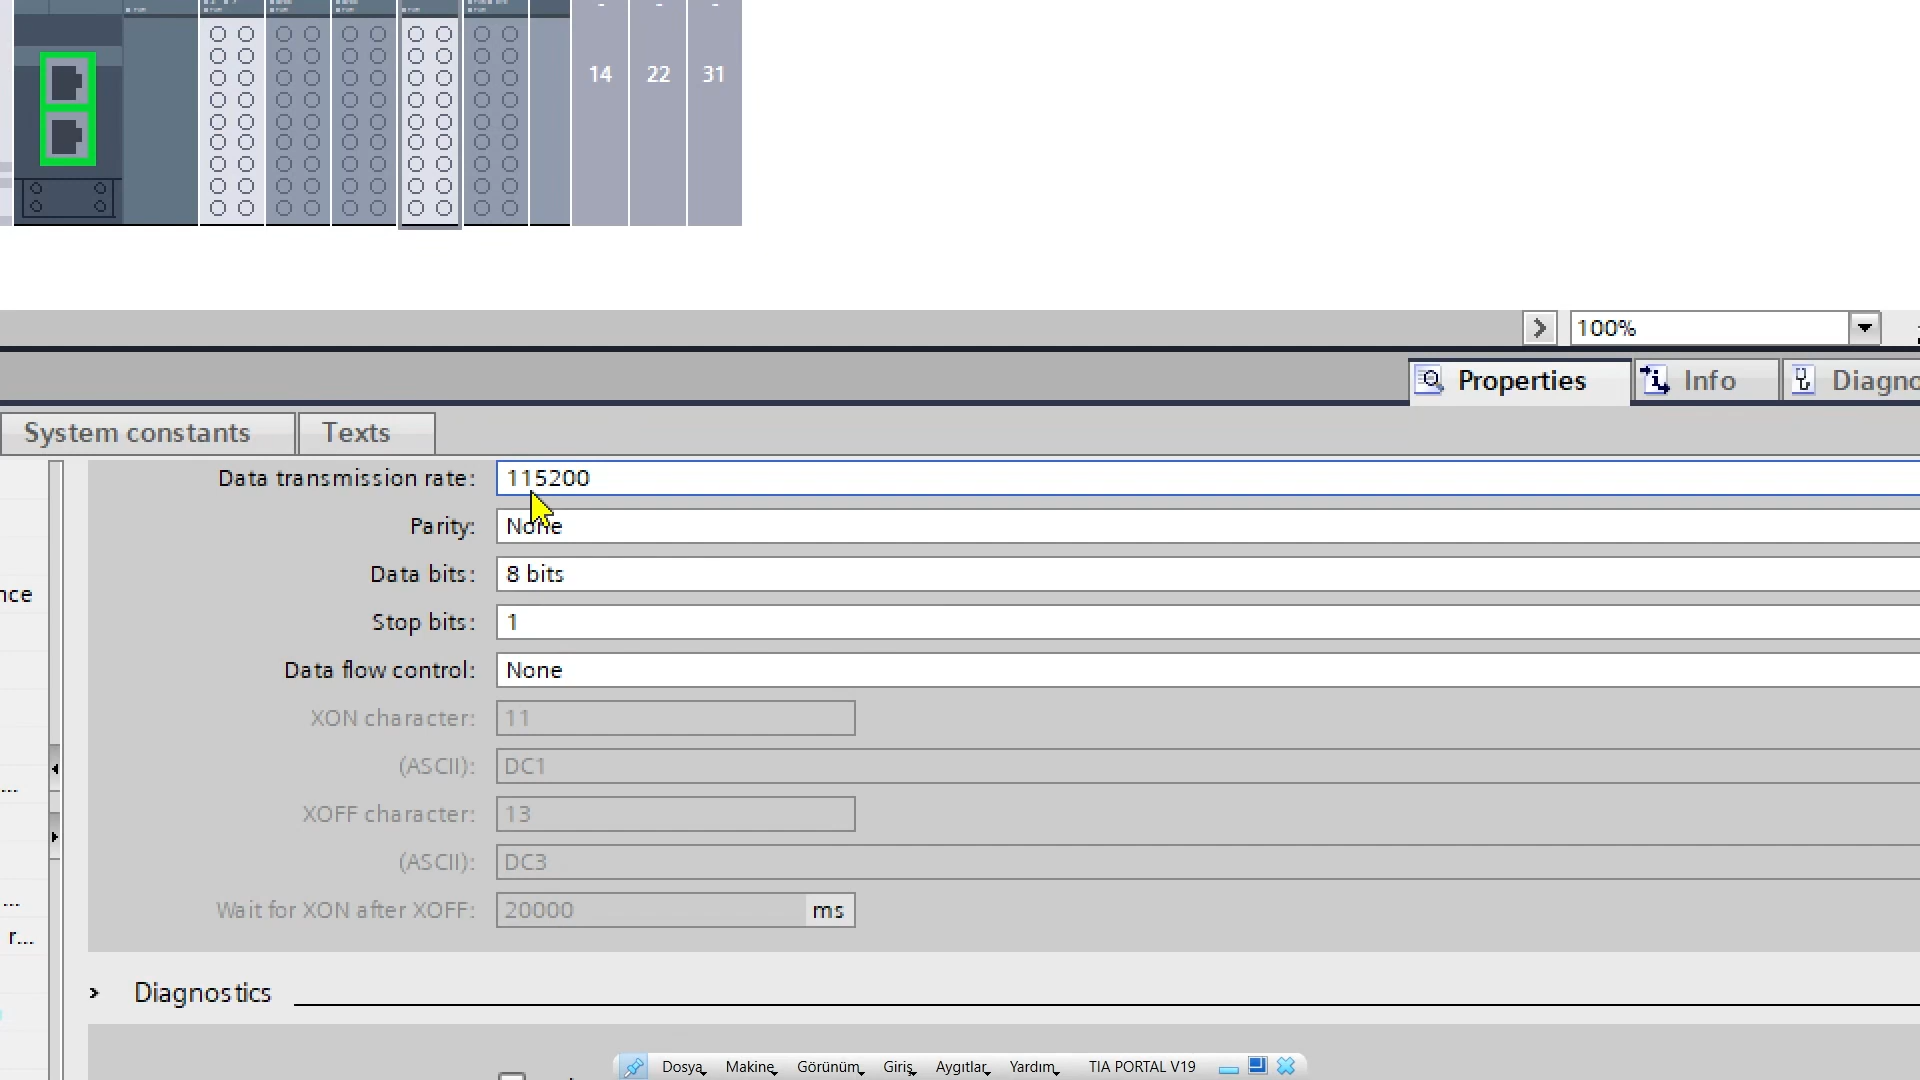 14 22 31
100%
Properties Info Diagno
System constants Texts
Data transmission rate: 115200
Parity: None
nce
Data bits: 8 bits
Stop bits: 1
Data flow control: None
XON character: 11
(ASCII): DC1
...
XOFF character: 13
(ASCII): DC3
...
Wait for XON after XOFF: 20000 ms
r...
Diagnostics
Dosya Makine Görünüm Giriş Aygıtlar Yardım TIA PORTAL V19